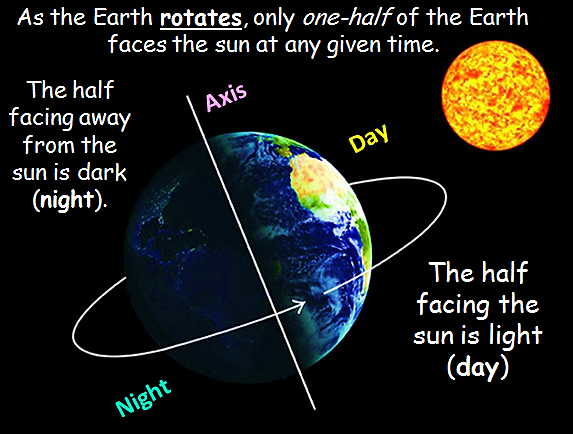 As the Earth rotates, only one-half of the Earth
faces the sun at any given time.
The half
facing away
from the
sun is dark
(night).
Axis
Day
The half
facing the
sun is light
(day)
Night